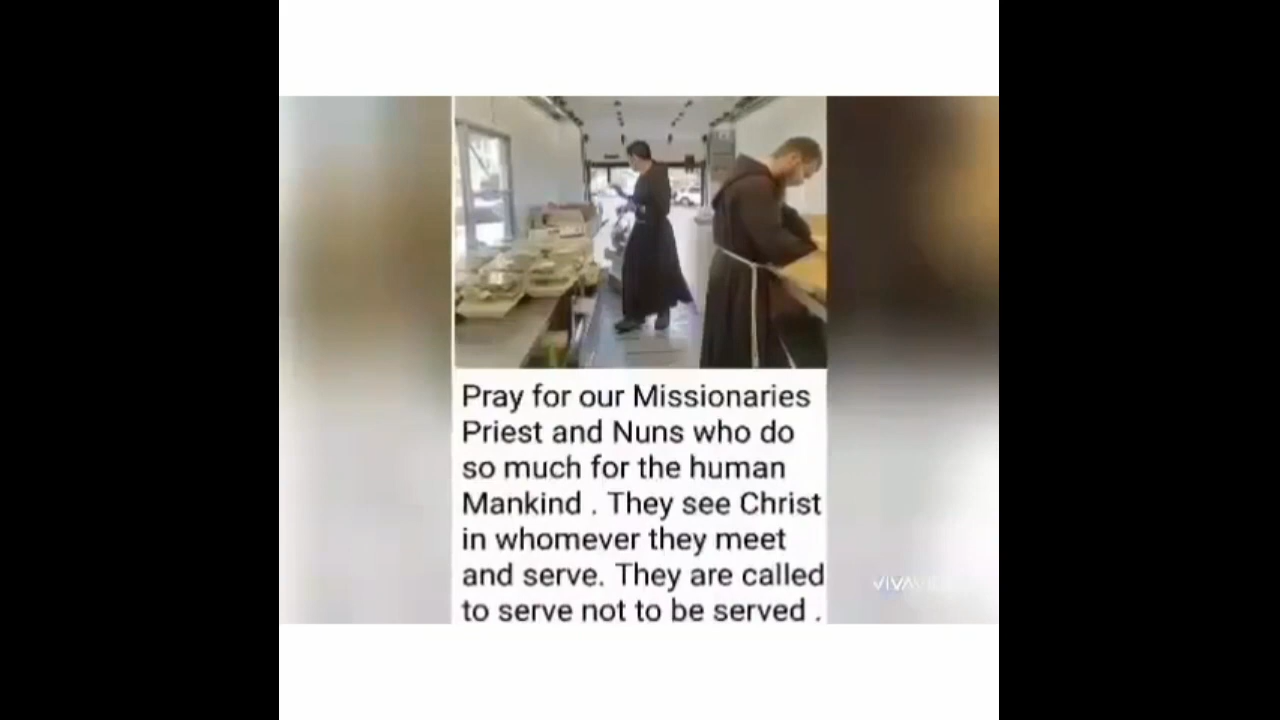 Pray for our Missionaries
Priest and Nuns who do
so much for the human
Mankind . They see Christ
in whomever they meet
and serve. They are called
to serve not to be served .